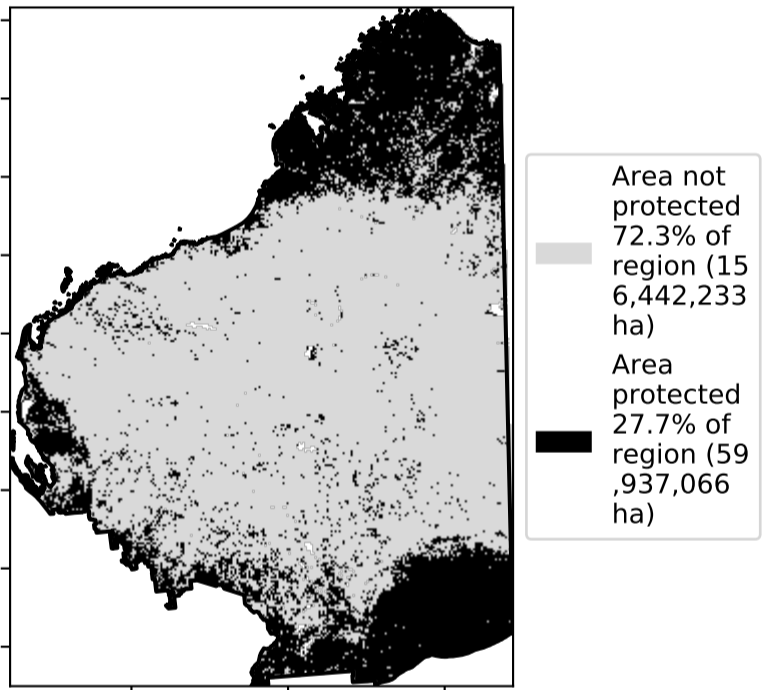 Area not
protected
72.3% of
region (15
6,442,233
ha)
Area
protected
27.7% of
region (59
,937,066
ha)